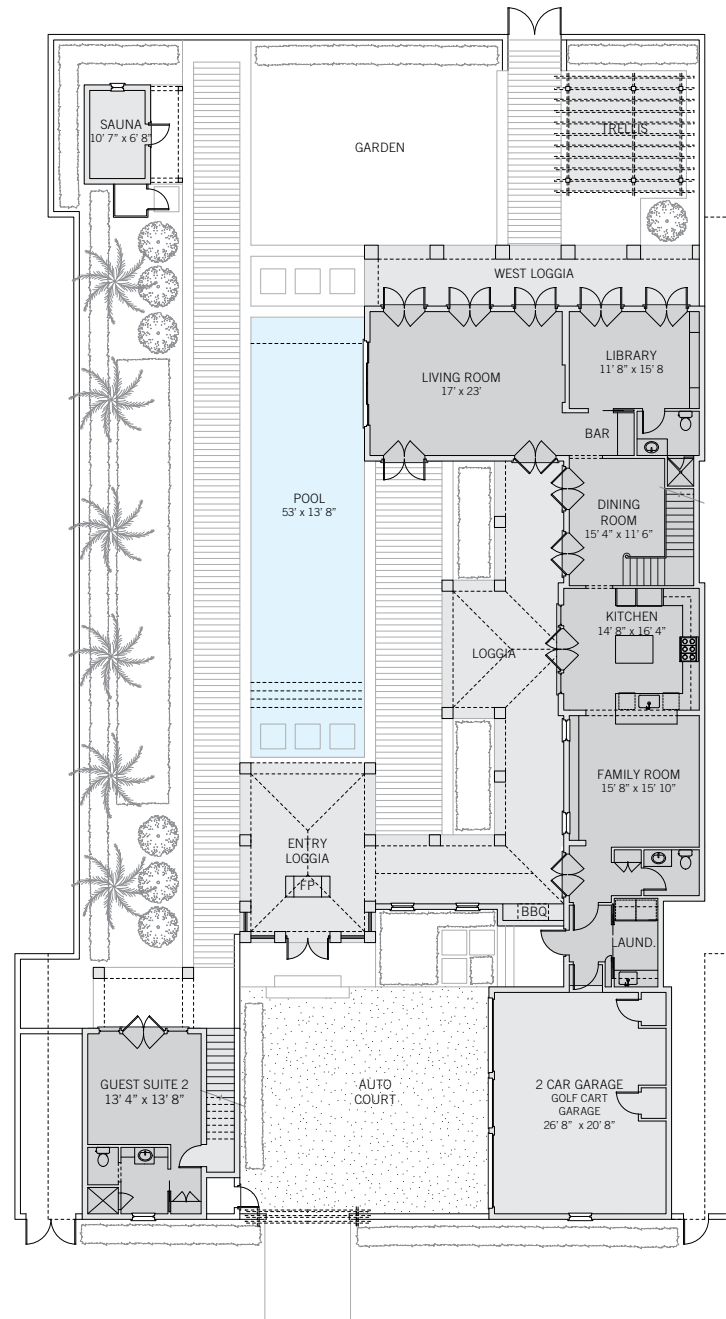 SAUNA
10' 7" x 6' 8"
GARDEN
TRELLIS
WEST LOGGIA
LIVING ROOM
17' x 23'
LIBRARY
11' 8" x 15' 8
BAR
POOL
53' x 13' 8"
DINING
ROOM
15' 4" x 11' 6"
KITCHEN
14' 8" x 16' 4"
LOGGIA
FAMILY ROOM
15' 8" x 15' 10"
ENTRY
LOGGIA
FP
BBQ
LAUND.
GUEST SUITE 2
13' 4" x 13' 8"
AUTO
COURT
2 CAR GARAGE
GOLF CART
GARAGE
26' 8" x 20' 8"